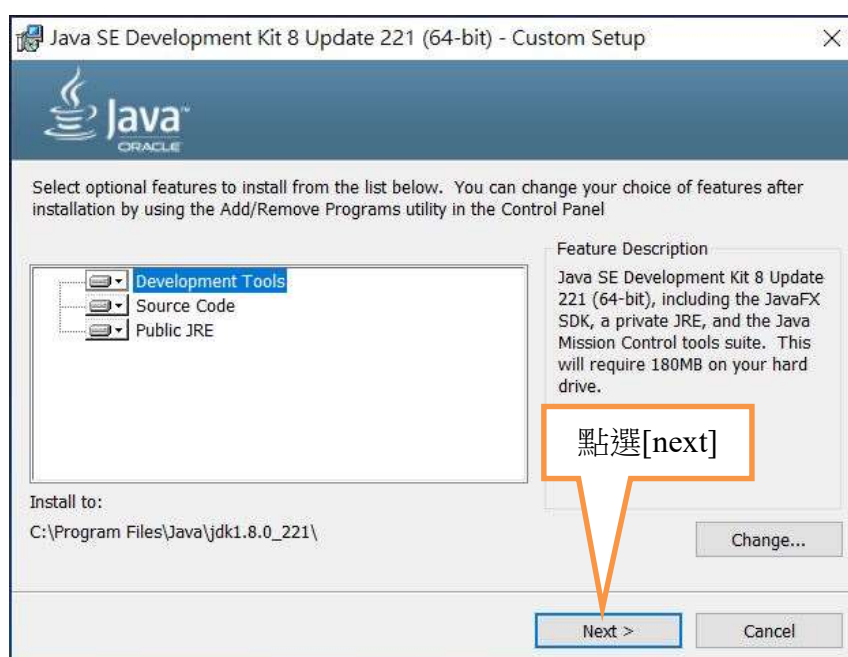 Java SE Development Kit 8 Update 221 (64-bit) - Custom Setup
Java™
ORACLE
Select optional features to install from the list below. You can change your choice of features after
installation by using the Add/Remove Programs utility in the Control Panel
Development Tools
Source Code
Public JRE
Feature Description
Java SE Development Kit 8 Update
221 (64-bit), including the JavaFX
SDK, a private JRE, and the Java
Mission Control tools suite. This
will require 180MB on your hard
drive.
點選[next]
Install to:
C:\Program Files\Java\jdk1.8.0_221\
Change...
Next >
Cancel